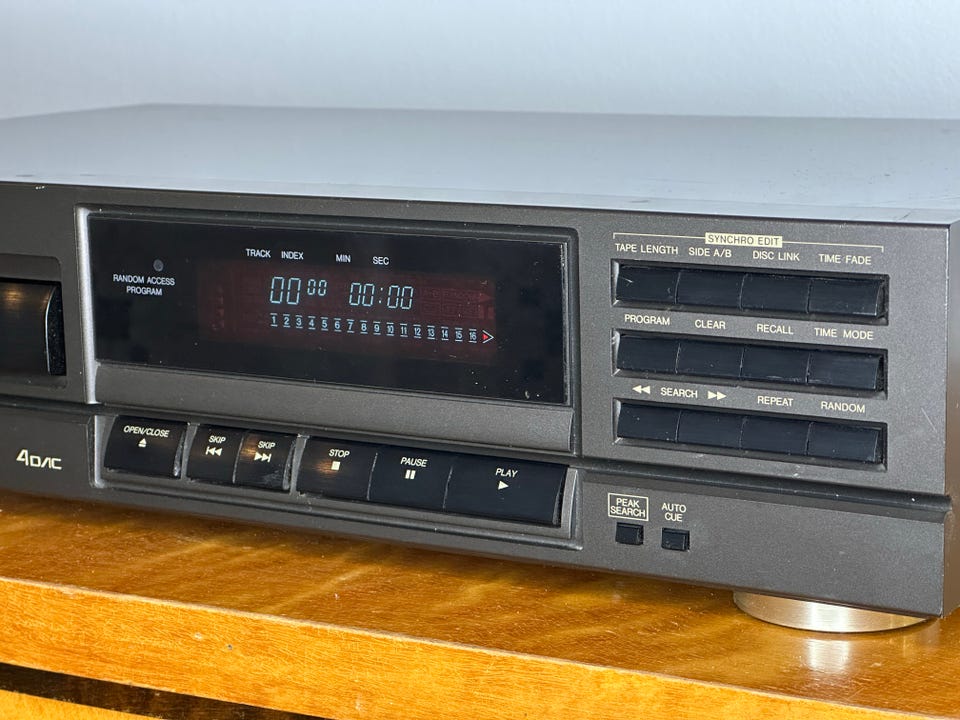 RANDOM ACCESS
PROGRAM
TRACK INDEX MIN SEC
00 00 00:00
1 2 3 4 5 6 7 8 9 10 11 12 13 14 15 16
SYNCHRO EDIT
TAPE LENGTH SIDE A/B DISC LINK TIME FADE
PROGRAM CLEAR RECALL TIME MODE
SEARCH REPEAT RANDOM
OPEN/CLOSE
SKIP SKIP
STOP PAUSE PLAY
4DAC
PEAK
SEARCH
AUTO
CUE